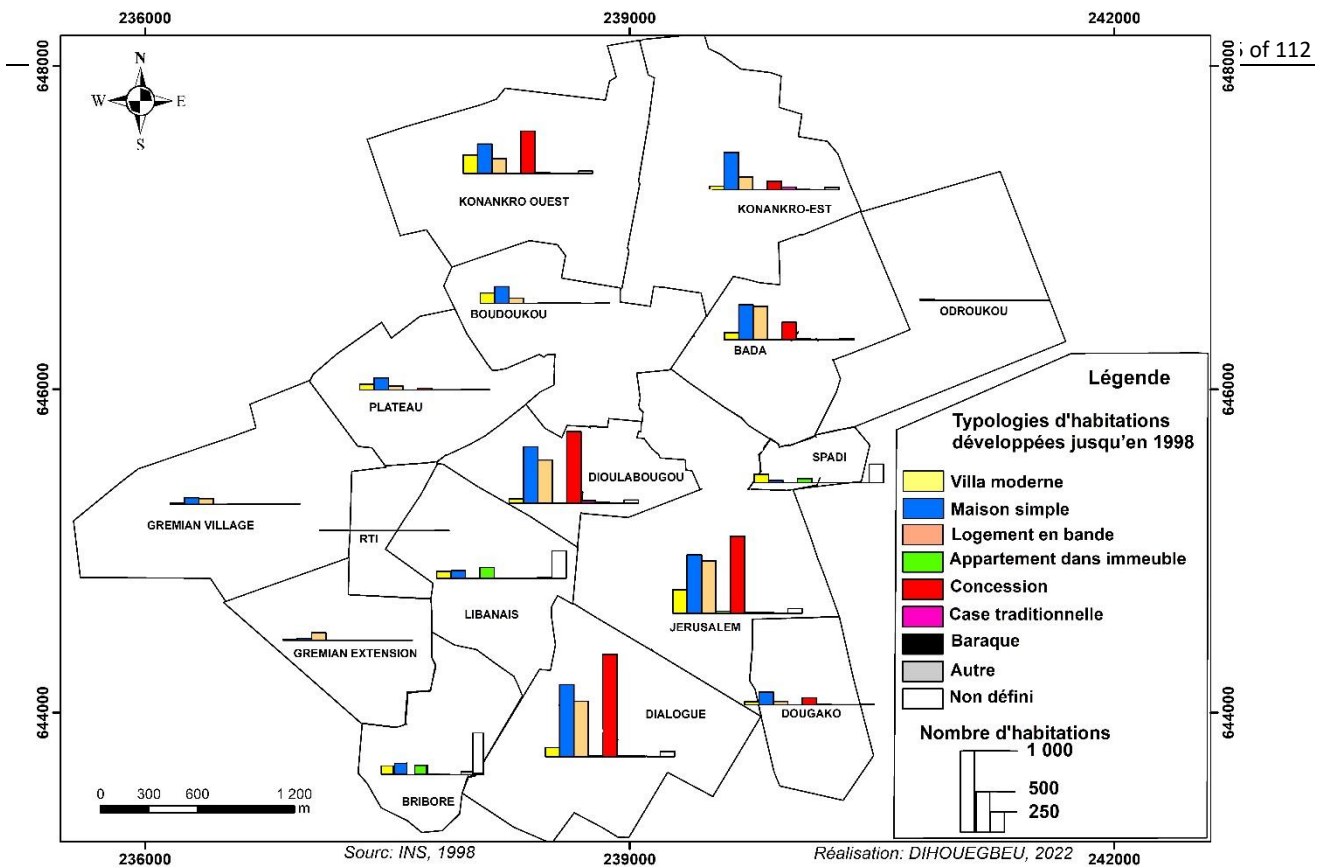 236000
239000
242000
648000
648000
of 112
N
W
E
S
KONANKRO OUEST
KONANKRO-EST
BOUDOUKOU
ODROUKOU
BADA
646000
646000
PLATEAU
DIOULABOUGOU
SPADI
GREMIAN VILLAGE
RTI
LIBANAIS
JERUSALEM
GREMIAN EXTENSION
DIALOGUE
DOUGAKO
644000
644000
BRIBORE
Légende
Typologies d'habitations
développées jusqu'en 1998
Villa moderne
Maison simple
Logement en bande
Appartement dans immeuble
Concession
Case traditionnelle
Baraque
Autre
Non défini
Nombre d'habitations
1 000
500
250
0 300 600 1 200
m
Sourc: INS, 1998
Réalisation: DIHOUEGBEU, 2022
236000
239000
242000